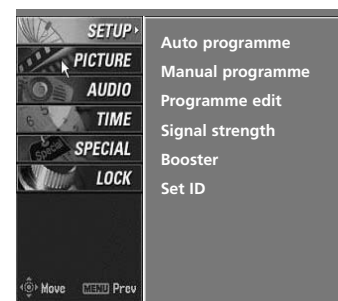 SETUP
PICTURE
AUDIO
TIME
SPECIAL
LOCK
Move MENU Prev
Auto programme
Manual programme
Programme edit
Signal strength
Booster
Set ID